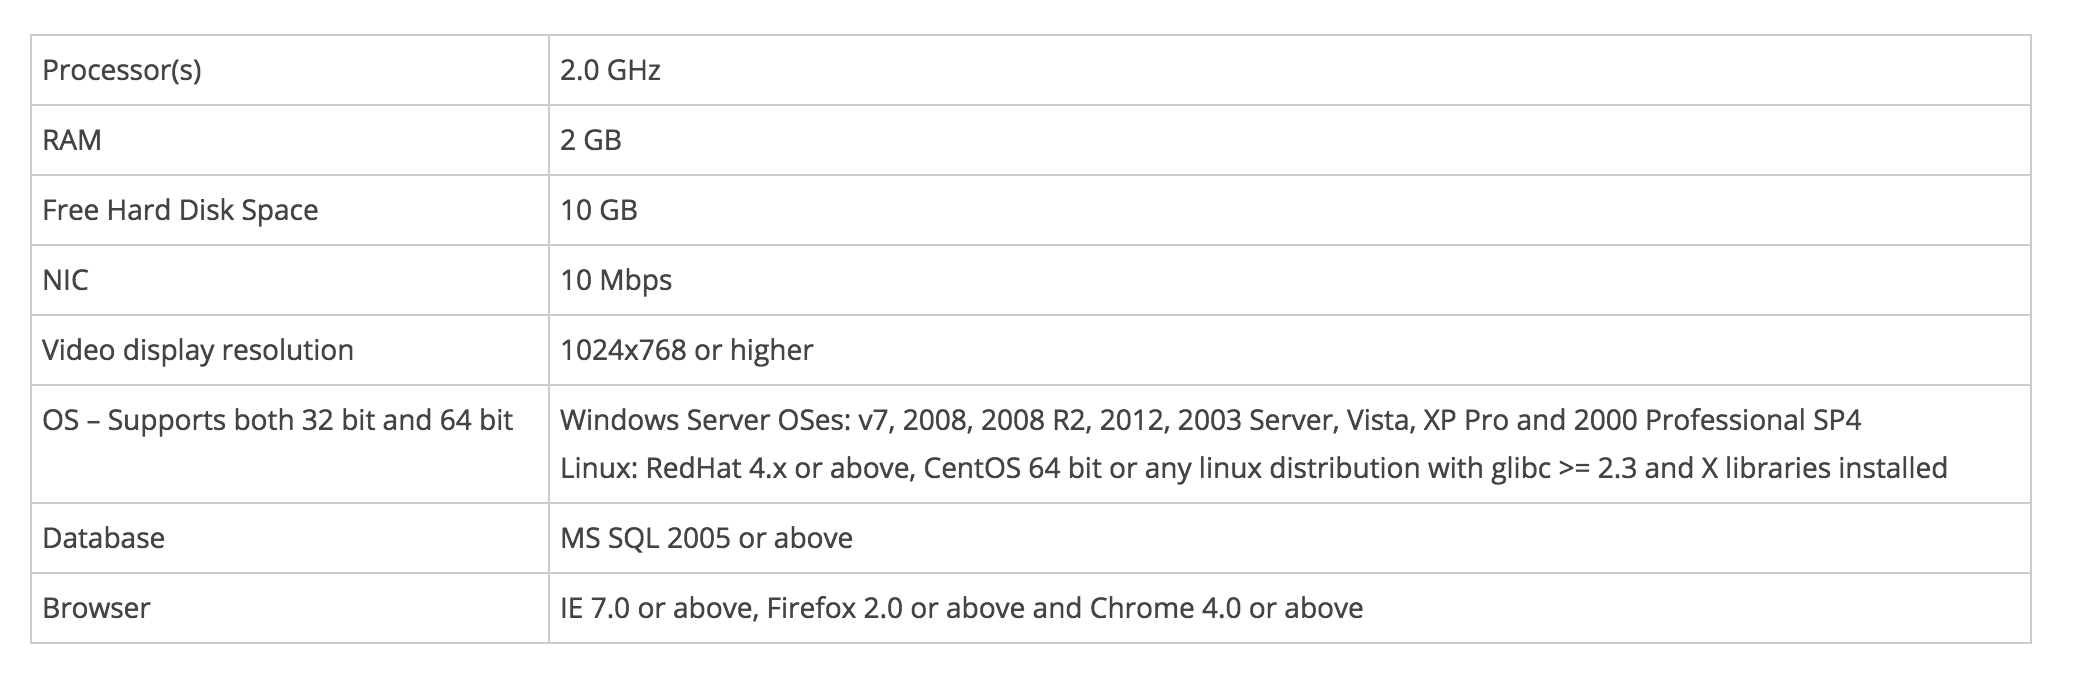 Processor(s) 2.0 GHz
RAM 2 GB
Free Hard Disk Space 10 GB
NIC 10 Mbps
Video display resolution 1024x768 or higher
OS – Supports both 32 bit and 64 bit Windows Server OSes: v7, 2008, 2008 R2, 2012, 2003 Server, Vista, XP Pro and 2000 Professional SP4
Linux: RedHat 4.x or above, CentOS 64 bit or any linux distribution with glibc >= 2.3 and X libraries installed
Database MS SQL 2005 or above
Browser IE 7.0 or above, Firefox 2.0 or above and Chrome 4.0 or above